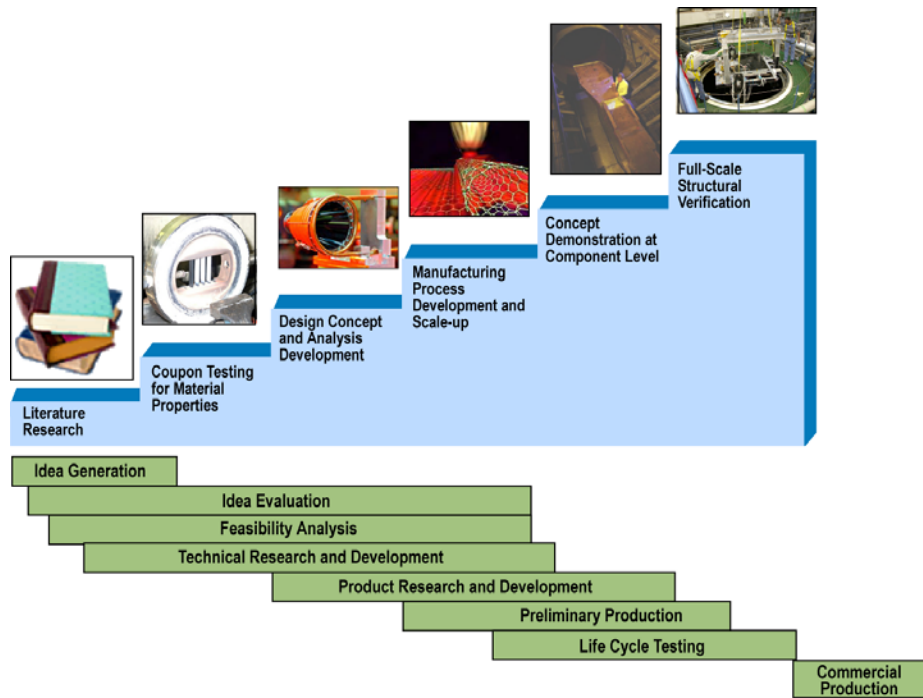 Full-Scale
Structural
Verification
Concept
Demonstration at
Component Level
Manufacturing
Process
Development and
Scale-up
Design Concept
and Analysis
Development
Coupon Testing
for Material
Properties
Literature
Research
Idea Generation
Idea Evaluation
Feasibility Analysis
Technical Research and Development
Product Research and Development
Preliminary Production
Life Cycle Testing
Commercial
Production